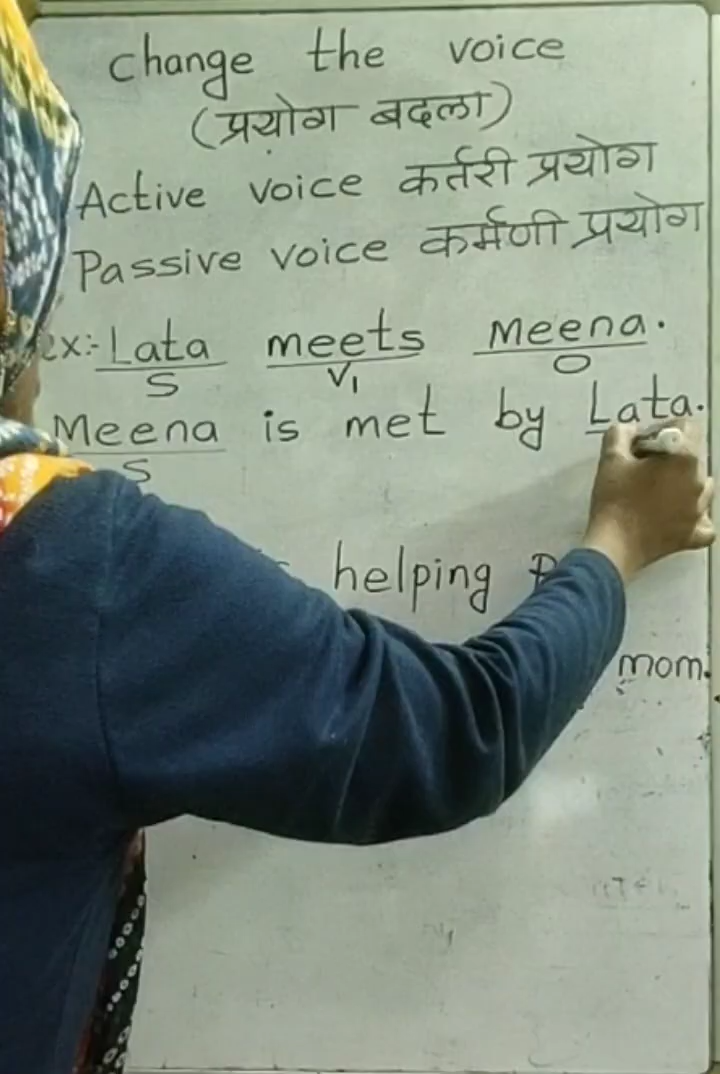 Change the voice
(प्रयोग बदला)
Active voice कर्तरी प्रयोग
Passive voice कर्मणी प्रयोग
ex:- Lata meets Meena.
S V1 O
Meena is met by Lata.
S
helping
mom.